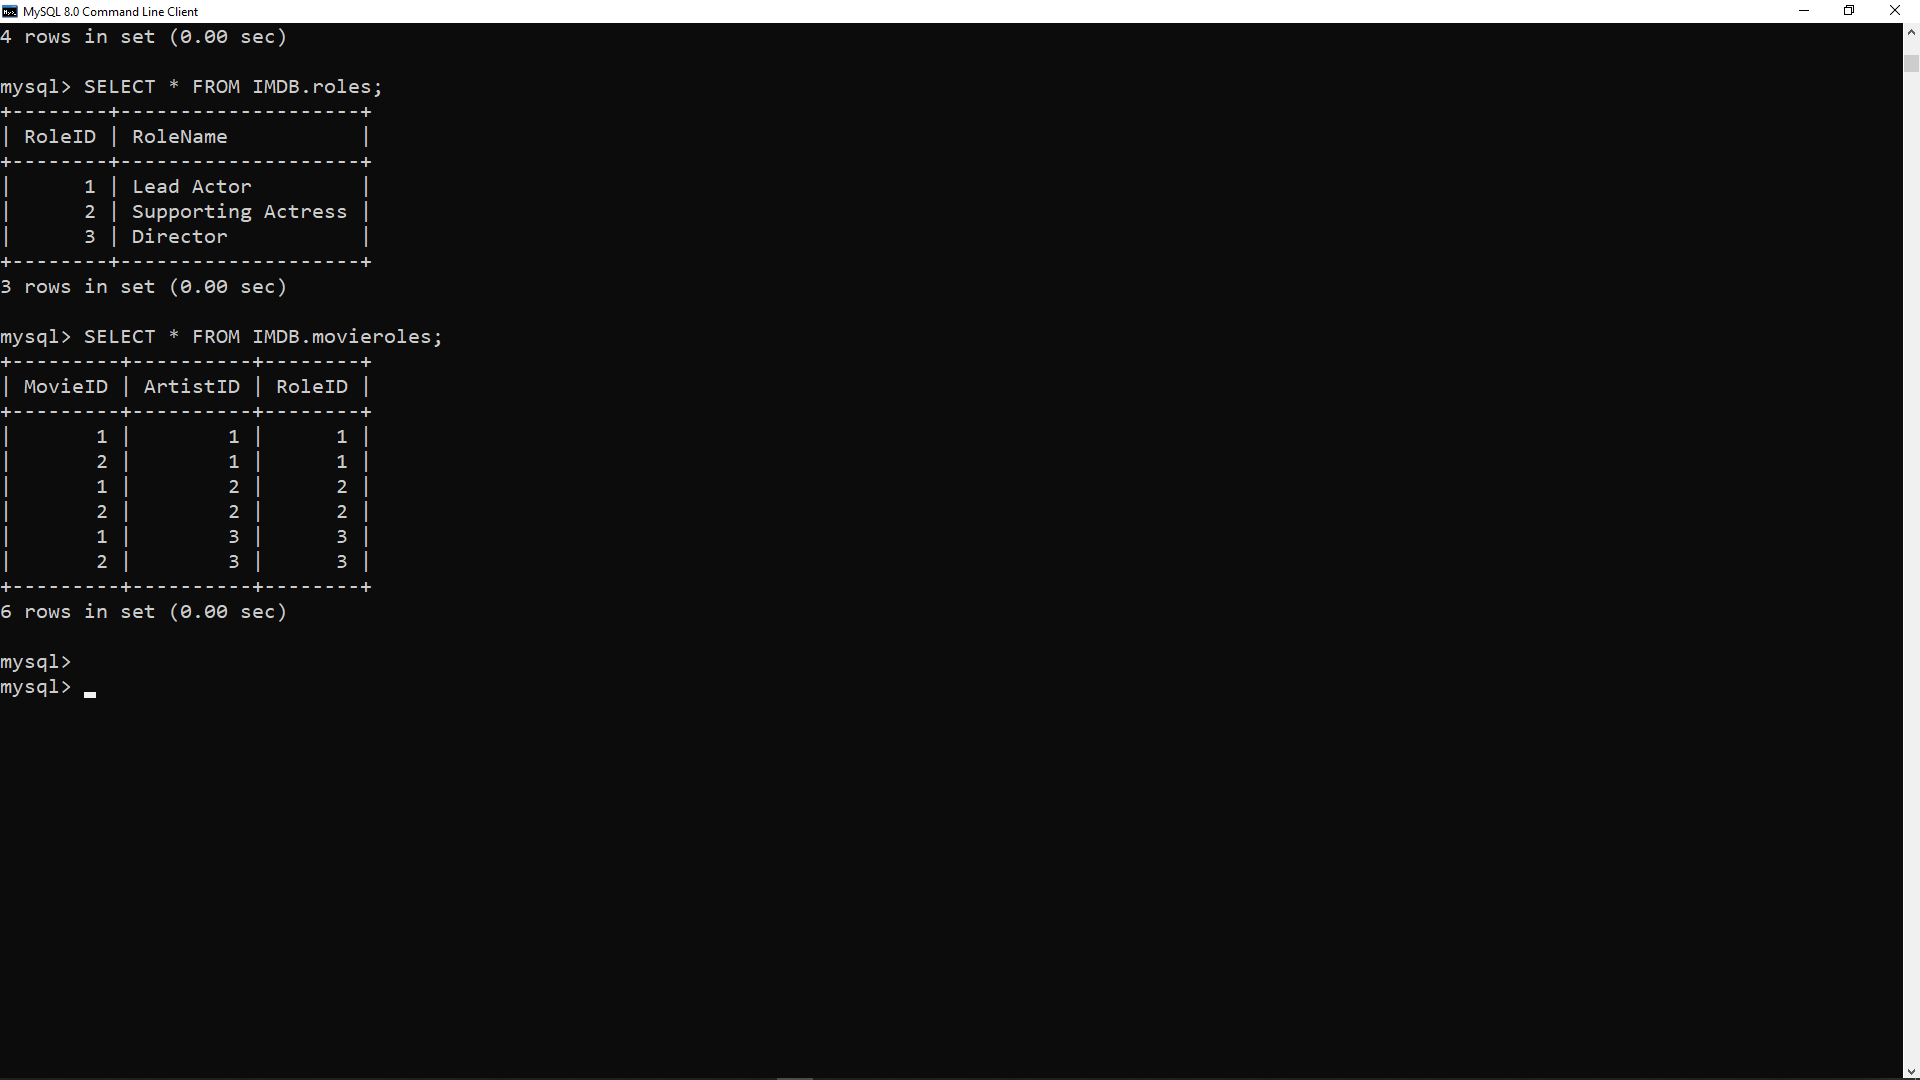 MySQL 8.0 Command Line Client
4 rows in set (0.00 sec)
mysql> SELECT * FROM IMDB.roles;
+--------+--------------------+
| RoleID | RoleName           |
+--------+--------------------+
|      1 | Lead Actor         |
|      2 | Supporting Actress |
|      3 | Director           |
+--------+--------------------+
3 rows in set (0.00 sec)
mysql> SELECT * FROM IMDB.movieroles;
+---------+----------+--------+
| MovieID | ArtistID | RoleID |
+---------+----------+--------+
|       1 |        1 |      1 |
|       2 |        1 |      1 |
|       1 |        2 |      2 |
|       2 |        2 |      2 |
|       1 |        3 |      3 |
|       2 |        3 |      3 |
+---------+----------+--------+
6 rows in set (0.00 sec)
mysql>
mysql>